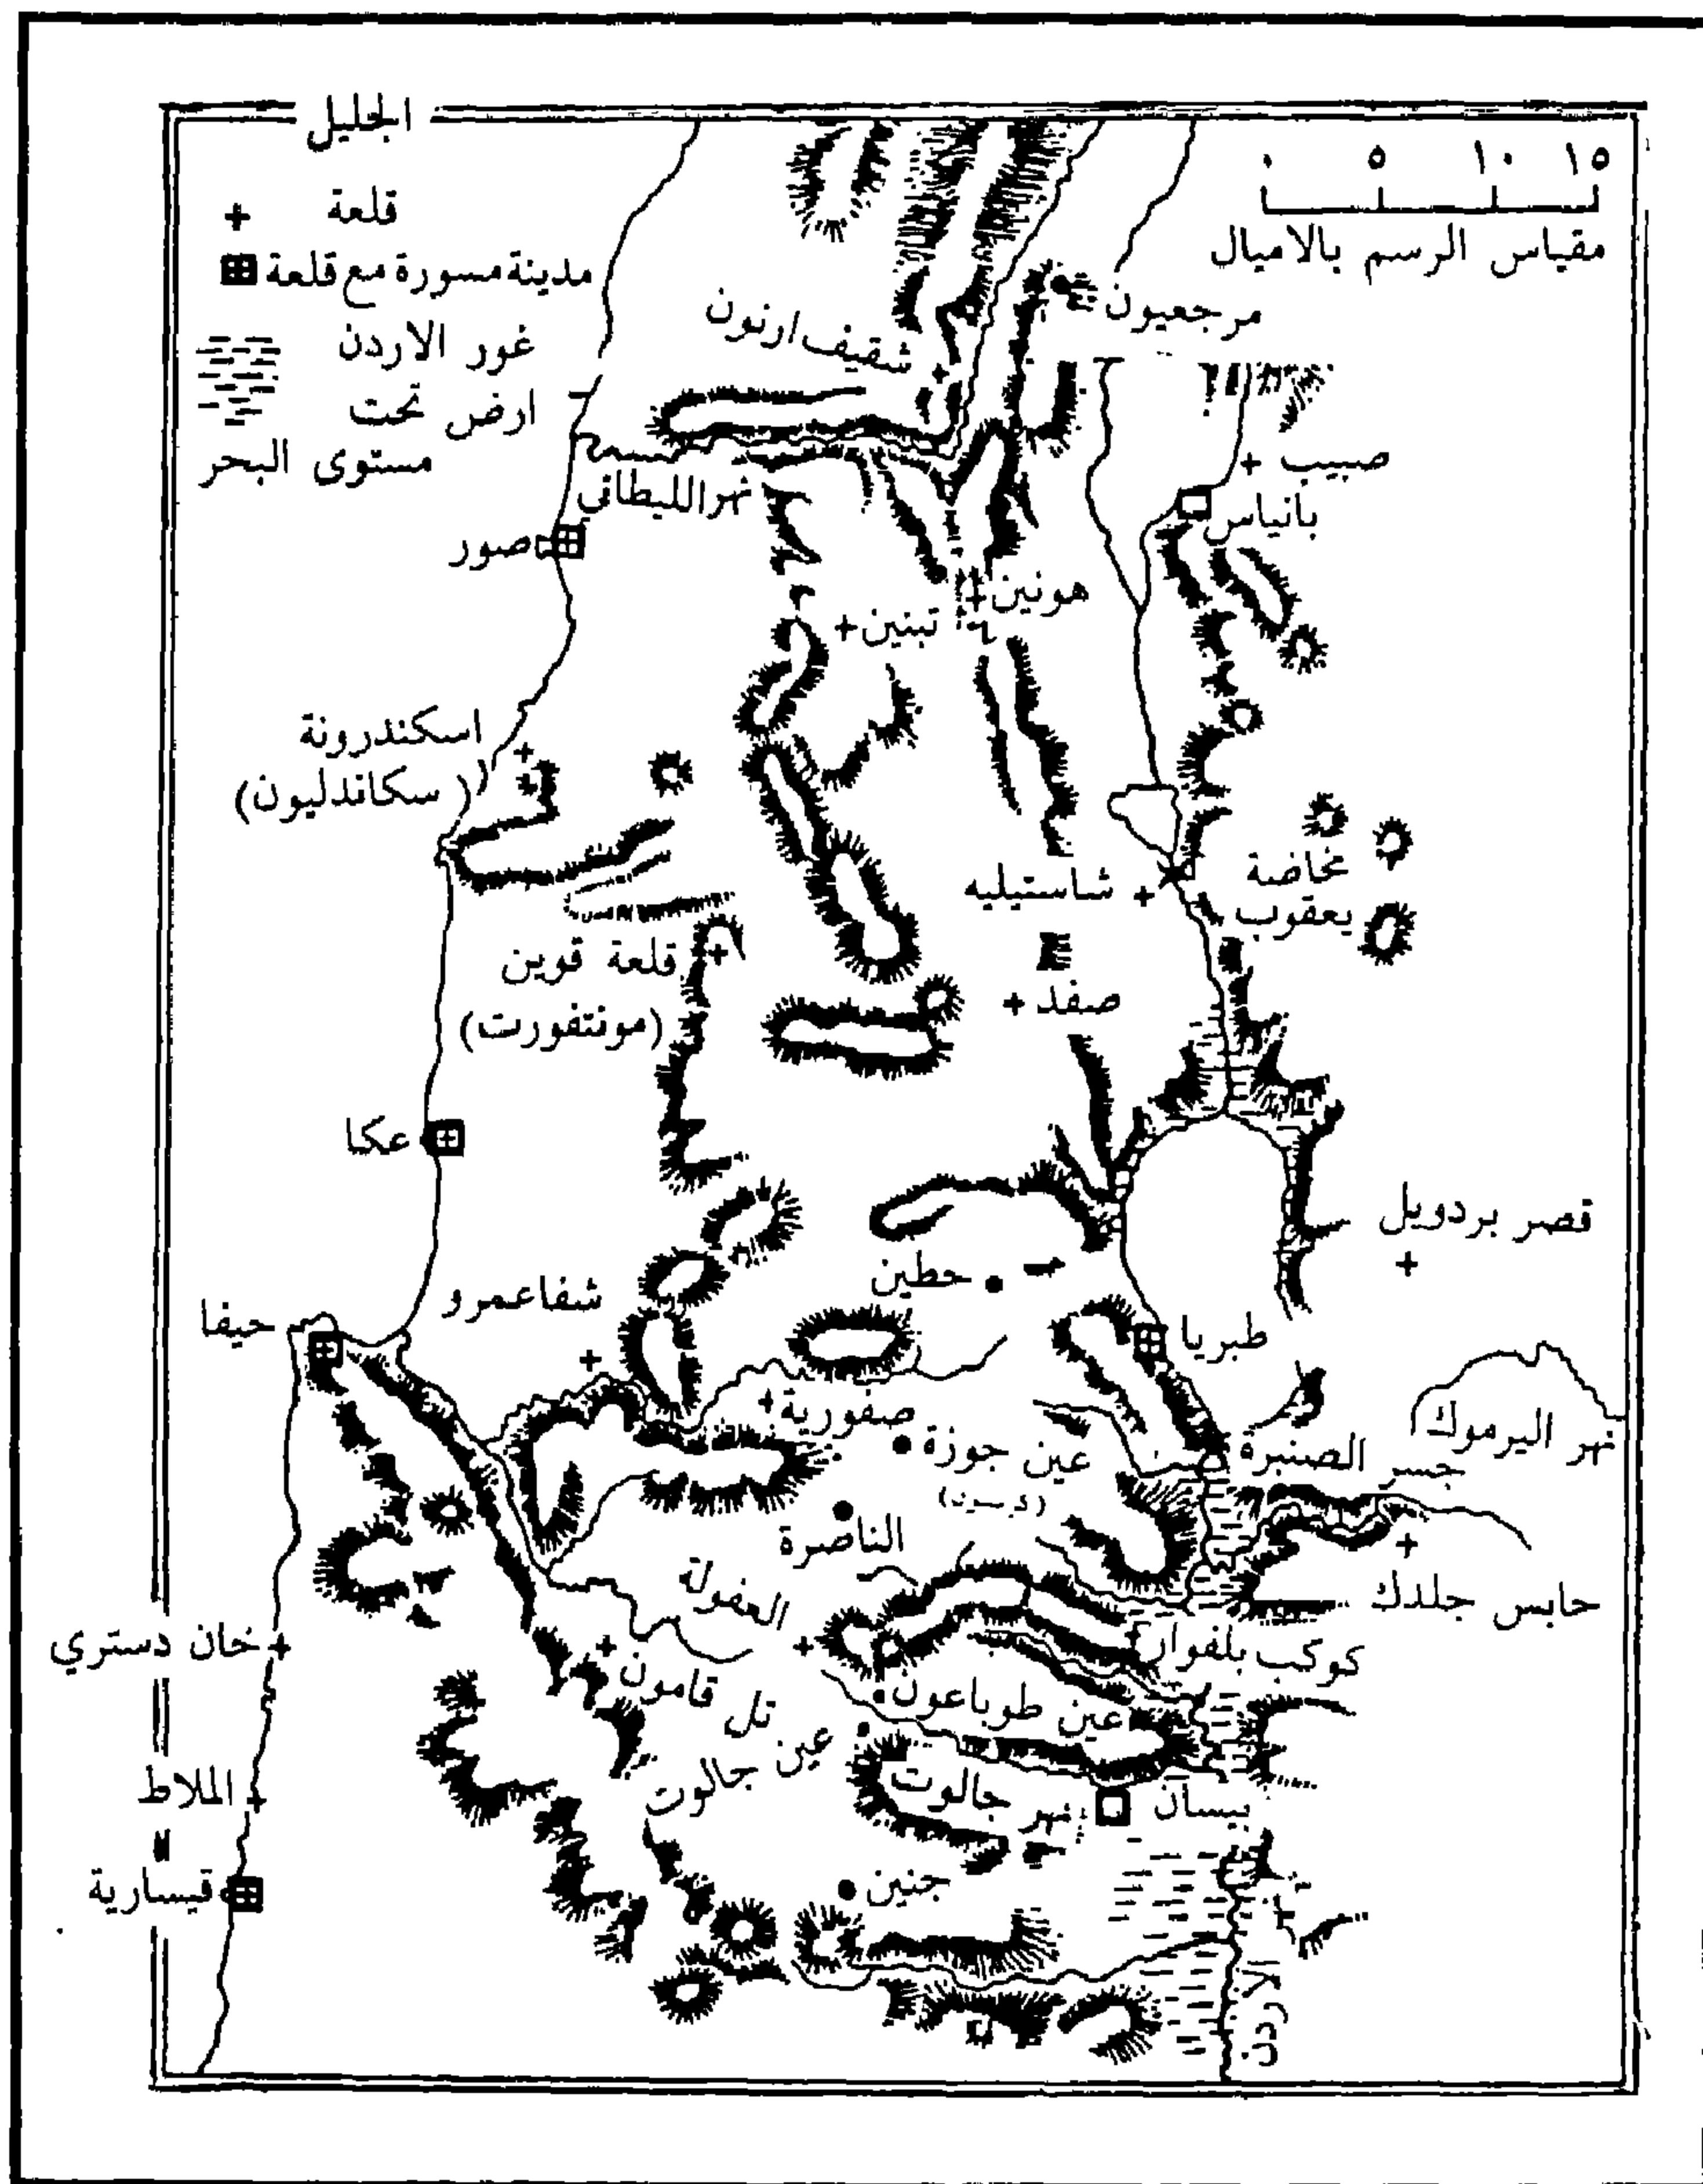 الجليل
٠ ٥ ١٠ ١٥
مقياس الرسم بالاميال
قلعة
مدينة مسورة مع قلعة
غور الاردن
ارض تحت
مستوى البحر
مرجعيون
شقيف ارنون
صبيب
بانياس
نهر الليطاني
صور
هونين
تبنين
اسكندرونة
(سكاندليون)
شاستيليه
مخاضة
يعقوب
قلعة قوين
(مونتفورت)
صفد
عكا
قصر بردويل
حطين
شفاعمرو
حيفا
طبريا
صفورية
نهر اليرموك
عين جوزة
(كريسون)
جسر الصنبرة
الناصرة
العفولة
حابس جلدك
خان دستري
كوكب بلفوار
تل قامون
عين طوباعون
عين جالوت
الملاط
نهر جالوت
بيسان
قيسارية
جنين
الاردن